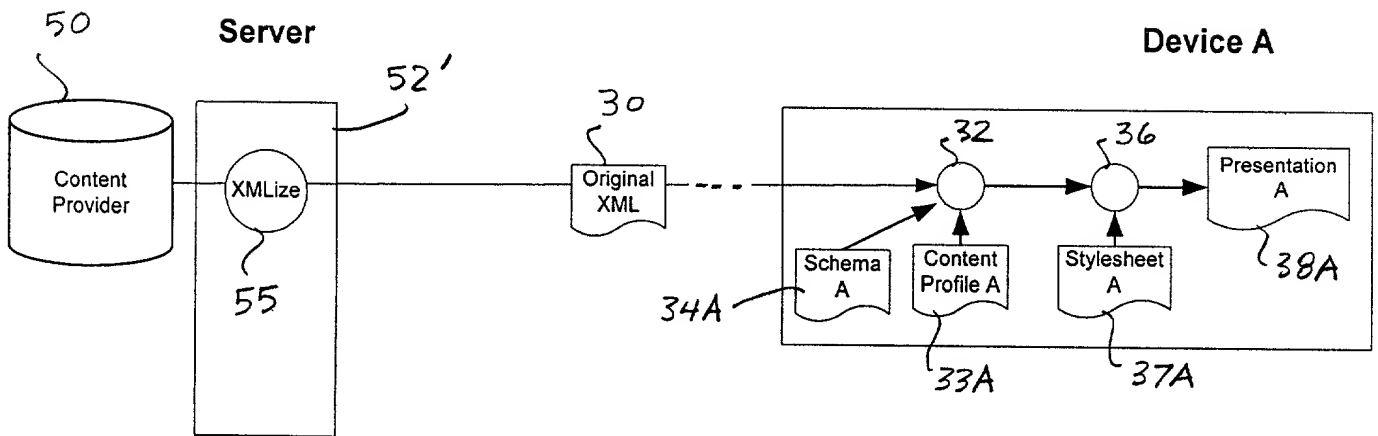 50
Server
52'
Device A
30
32
36
Content
Provider
XMLize
Original
XML
Presentation
A
38A
Schema
A
Content
Profile A
Stylesheet
A
55
34A
33A
37A